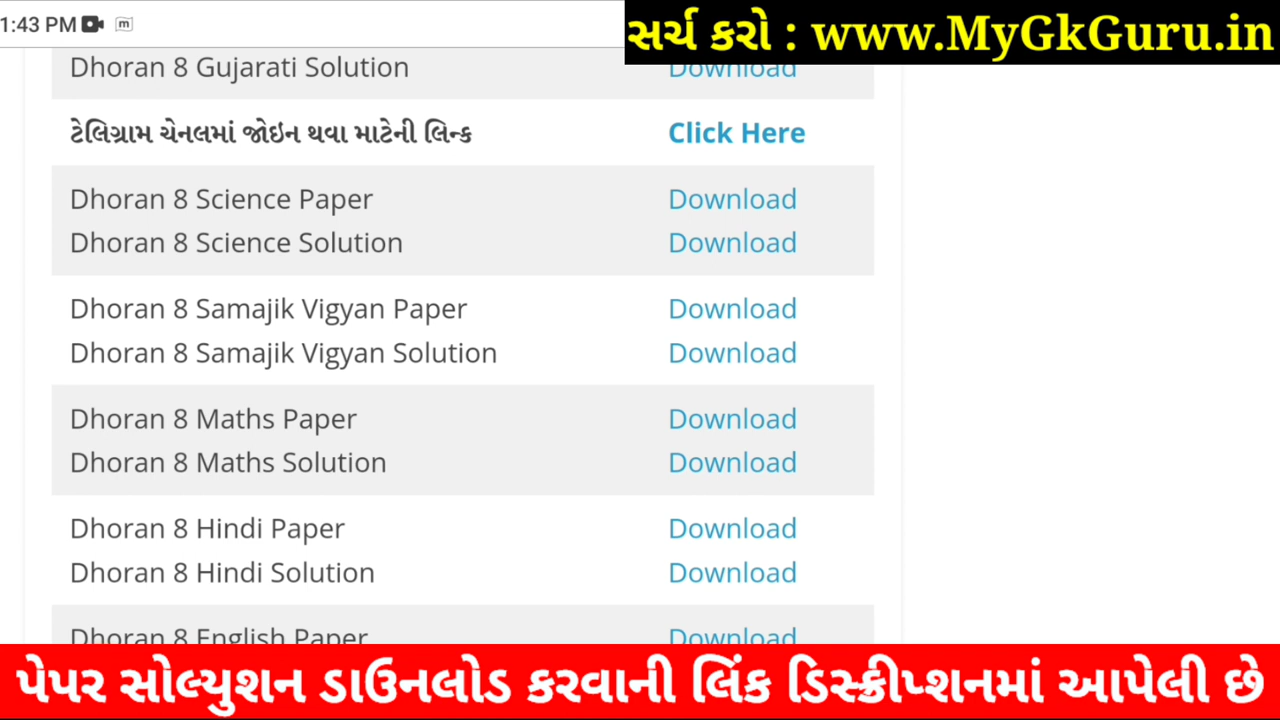 1:43 PM
સર્ચ કરો : www.MyGkGuru.in
Dhoran 8 Gujarati Solution Download
ટેલિગ્રામ ચેનલમાં જોઇન થવા માટેની લિન્ક Click Here
Dhoran 8 Science Paper Download
Dhoran 8 Science Solution Download
Dhoran 8 Samajik Vigyan Paper Download
Dhoran 8 Samajik Vigyan Solution Download
Dhoran 8 Maths Paper Download
Dhoran 8 Maths Solution Download
Dhoran 8 Hindi Paper Download
Dhoran 8 Hindi Solution Download
Dhoran 8 English Paper Download
પેપર સોલ્યુશન ડાઉનલોડ કરવાની લિંક ડિસ્ક્રીપ્શનમાં આપેલી છે